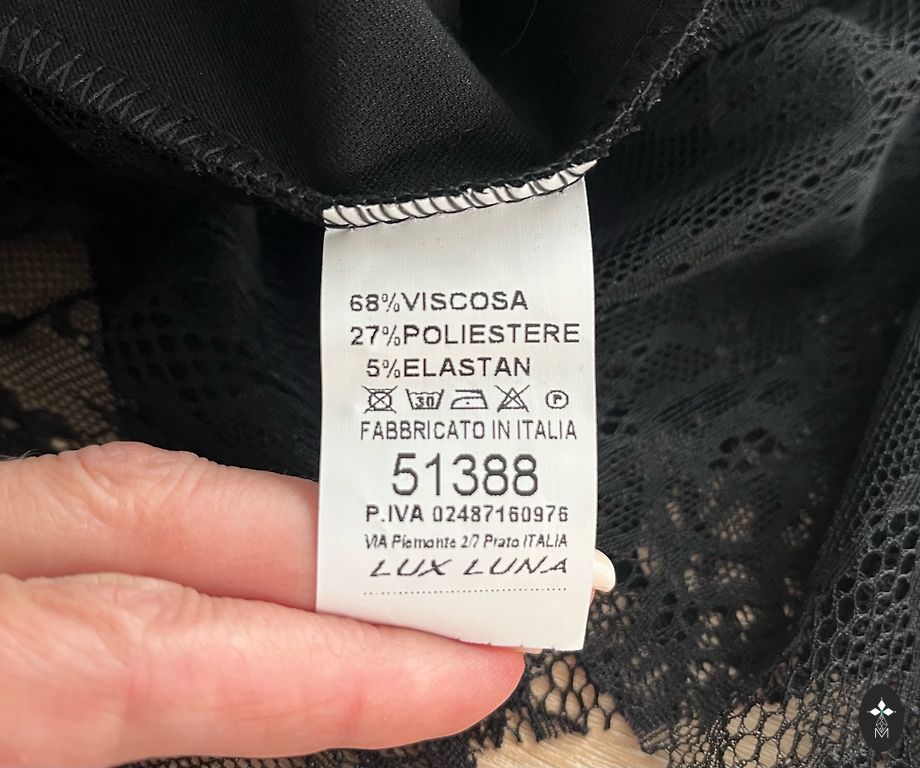 68%VISCOSA
27%POLIESTERE
5%ELASTAN
30 P
FABBRICATO IN ITALIA
51388
P.IVA 02487160976
VIA Piemonte 2/7 Prato ITALIA
LUX LUNA
M